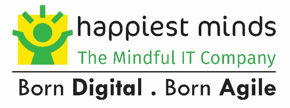 happiest minds
The Mindful IT Company
Born Digital . Born Agile